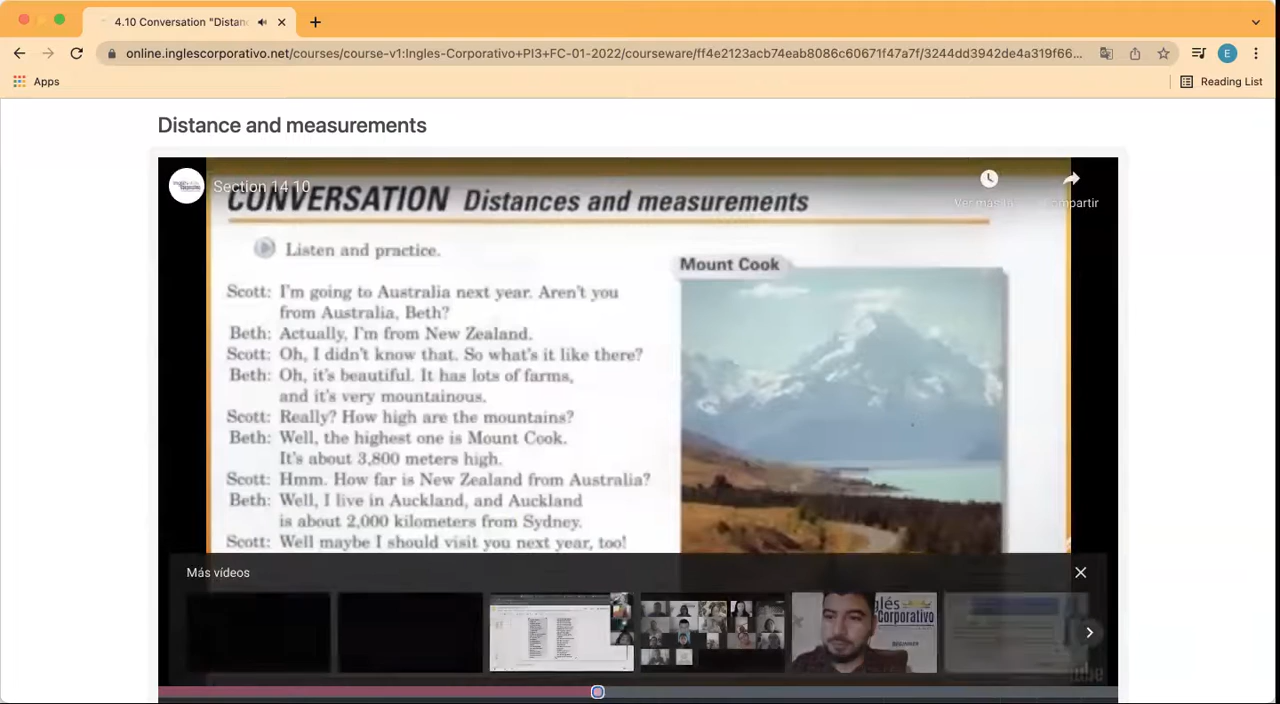 4.10 Conversation "Distanc
online.inglescorporativo.net/courses/course-v1:Ingles-Corporativo+PI3+FC-01-2022/courseware/ff4e2123acb74eab8086c60671f47a7f/3244dd3942de4a319f66...
E
Apps
Reading List
Distance and measurements
Section 14 10
CONVERSATION Distances and measurements
Ver más ta
Compartir
Listen and practice.
Mount Cook
Scott: I'm going to Australia next year. Aren't you
from Australia, Beth?
Beth: Actually, I'm from New Zealand.
Scott: Oh, I didn't know that. So what's it like there?
Beth: Oh, it's beautiful. It has lots of farms,
and it's very mountainous.
Scott: Really? How high are the mountains?
Beth: Well, the highest one is Mount Cook.
It's about 3,800 meters high.
Scott: Hmm. How far is New Zealand from Australia?
Beth: Well, I live in Auckland, and Auckland
is about 2,000 kilometers from Sydney.
Scott: Well maybe I should visit you next year, too!
Más vídeos
glés
Corporativo